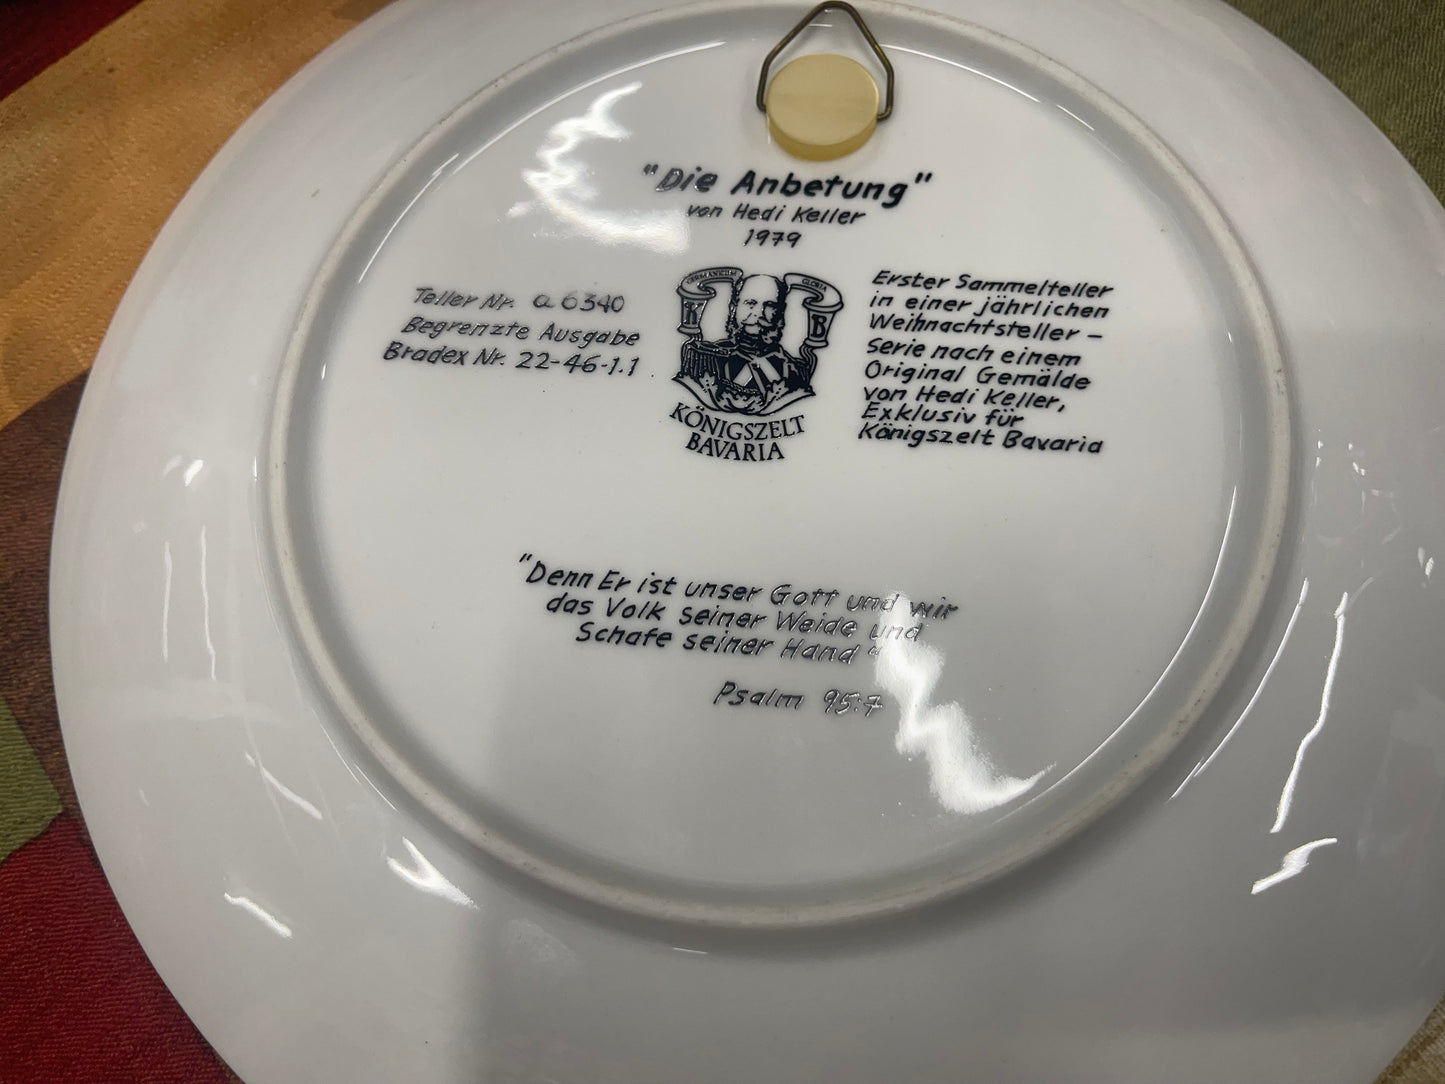 "Die Anbetung"
von Hedi Keller
1979
Teller Nr. a 6340
Begrenzte Ausgabe
Bradex Nr. 22-46-1.1
GLORIA
K B
KÖNIGSZELT
BAVARIA
Erster Sammelteller
in einer jährlichen
Weihnachtsteller –
Serie nach einem
Original Gemälde
von Hedi Keller,
Exklusiv für
Königszelt Bavaria
"Denn Er ist unser Gott und wir
das Volk seiner Weide und
Schafe seiner Hand"
Psalm 95:7